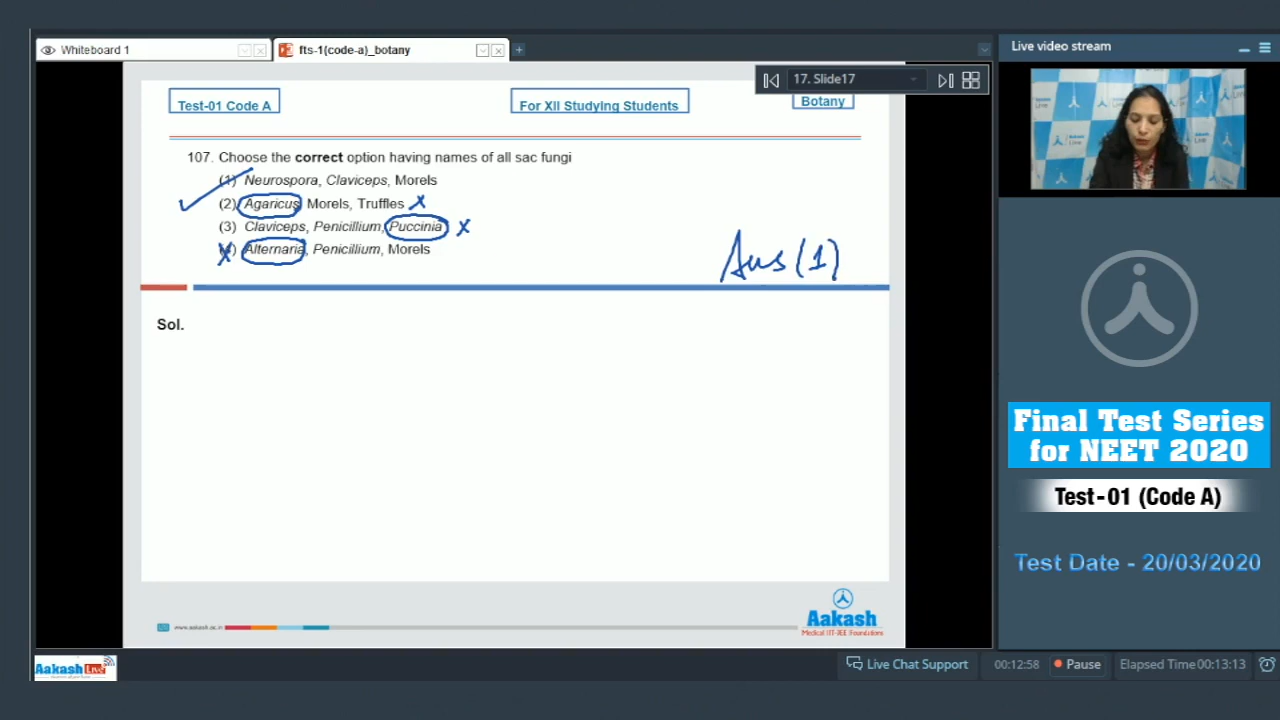 Whiteboard 1
fts-1(code-a)_botany
Live video stream
17. Slide17
Test-01 Code A
For XII Studying Students
Botany
107. Choose the correct option having names of all sac fungi
(1) Neurospora, Claviceps, Morels
(2) Agaricus, Morels, Truffles x
(3) Claviceps, Penicillium, Puccinia x
(4) Alternaria, Penicillium, Morels
Ans (1)
Sol.
Final Test Series
for NEET 2020
Test-01 (Code A)
Test Date - 20/03/2020
www.aakash.ac.in
Aakash
Medical IIT-JEE Foundations
Aakash Live
Live Chat Support
00:12:58
Pause
Elapsed Time 00:13:13